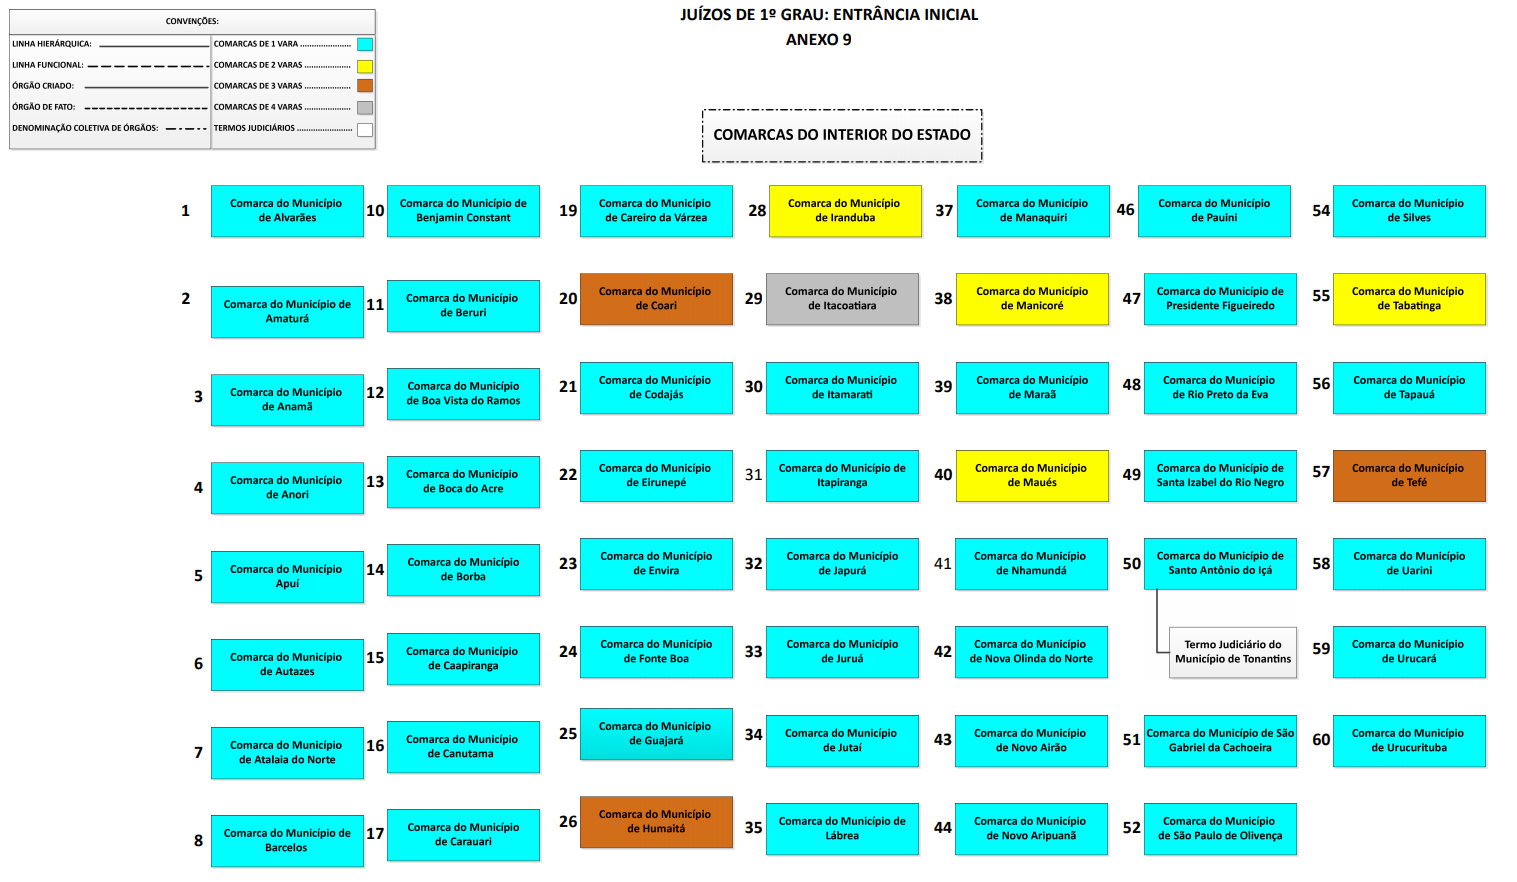 JUÍZOS DE 1º GRAU: ENTRÂNCIA INICIAL
ANEXO 9
CONVENÇÕES:
LINHA HIERÁRQUICA:
COMARCAS DE 1 VARA .....................
LINHA FUNCIONAL:
COMARCAS DE 2 VARAS ...................
ÓRGÃO CRIADO:
COMARCAS DE 3 VARAS ...................
ÓRGÃO DE FATO:
COMARCAS DE 4 VARAS ...................
DENOMINAÇÃO COLETIVA DE ÓRGÃOS:
TERMOS JUDICIÁRIOS .......................
COMARCAS DO INTERIOR DO ESTADO
1
Comarca do Município
de Alvarães
2
Comarca do Município de
Amaturá
3
Comarca do Município
de Anamã
4
Comarca do Município
de Anori
5
Comarca do Município
Apuí
6
Comarca do Município
de Autazes
7
Comarca do Município
de Atalaia do Norte
8
Comarca do Município de
Barcelos
10
Comarca do Município de
Benjamin Constant
11
Comarca do Município
de Beruri
12
Comarca do Município
de Boa Vista do Ramos
13
Comarca do Município
de Boca do Acre
14
Comarca do Município
de Borba
15
Comarca do Município
de Caapiranga
16
Comarca do Município
de Canutama
17
Comarca do Município
de Carauari
19
Comarca do Município
de Careiro da Várzea
20
Comarca do Município
de Coari
21
Comarca do Município
de Codajás
22
Comarca do Município
de Eirunepé
23
Comarca do Município
de Envira
24
Comarca do Município
de Fonte Boa
25
Comarca do Município
de Guajará
26
Comarca do Município
de Humaitá
28
Comarca do Município
de Iranduba
29
Comarca do Município
de Itacoatiara
30
Comarca do Município
de Itamarati
31
Comarca do Município de
Itapiranga
32
Comarca do Município
de Japurá
33
Comarca do Município
de Juruá
34
Comarca do Município
de Jutaí
35
Comarca do Município de
Lábrea
37
Comarca do Município
de Manaquiri
38
Comarca do Município
de Manicoré
39
Comarca do Município
de Maraã
40
Comarca do Município
de Maués
41
Comarca do Município
de Nhamundá
42
Comarca do Município
de Nova Olinda do Norte
43
Comarca do Município
de Novo Airão
44
Comarca do Município
de Novo Aripuanã
46
Comarca do Município
de Pauini
47
Comarca do Município de
Presidente Figueiredo
48
Comarca do Município
de Rio Preto da Eva
49
Comarca do Município de
Santa Izabel do Rio Negro
50
Comarca do Município de
Santo Antônio do Içá
Termo Judiciário do
Município de Tonantins
51
Comarca do Município de São
Gabriel da Cachoeira
52
Comarca do Município
de São Paulo de Olivença
54
Comarca do Município
de Silves
55
Comarca do Município
de Tabatinga
56
Comarca do Município
de Tapauá
57
Comarca do Município
de Tefé
58
Comarca do Município
de Uarini
59
Comarca do Município
de Urucará
60
Comarca do Município
de Urucurituba